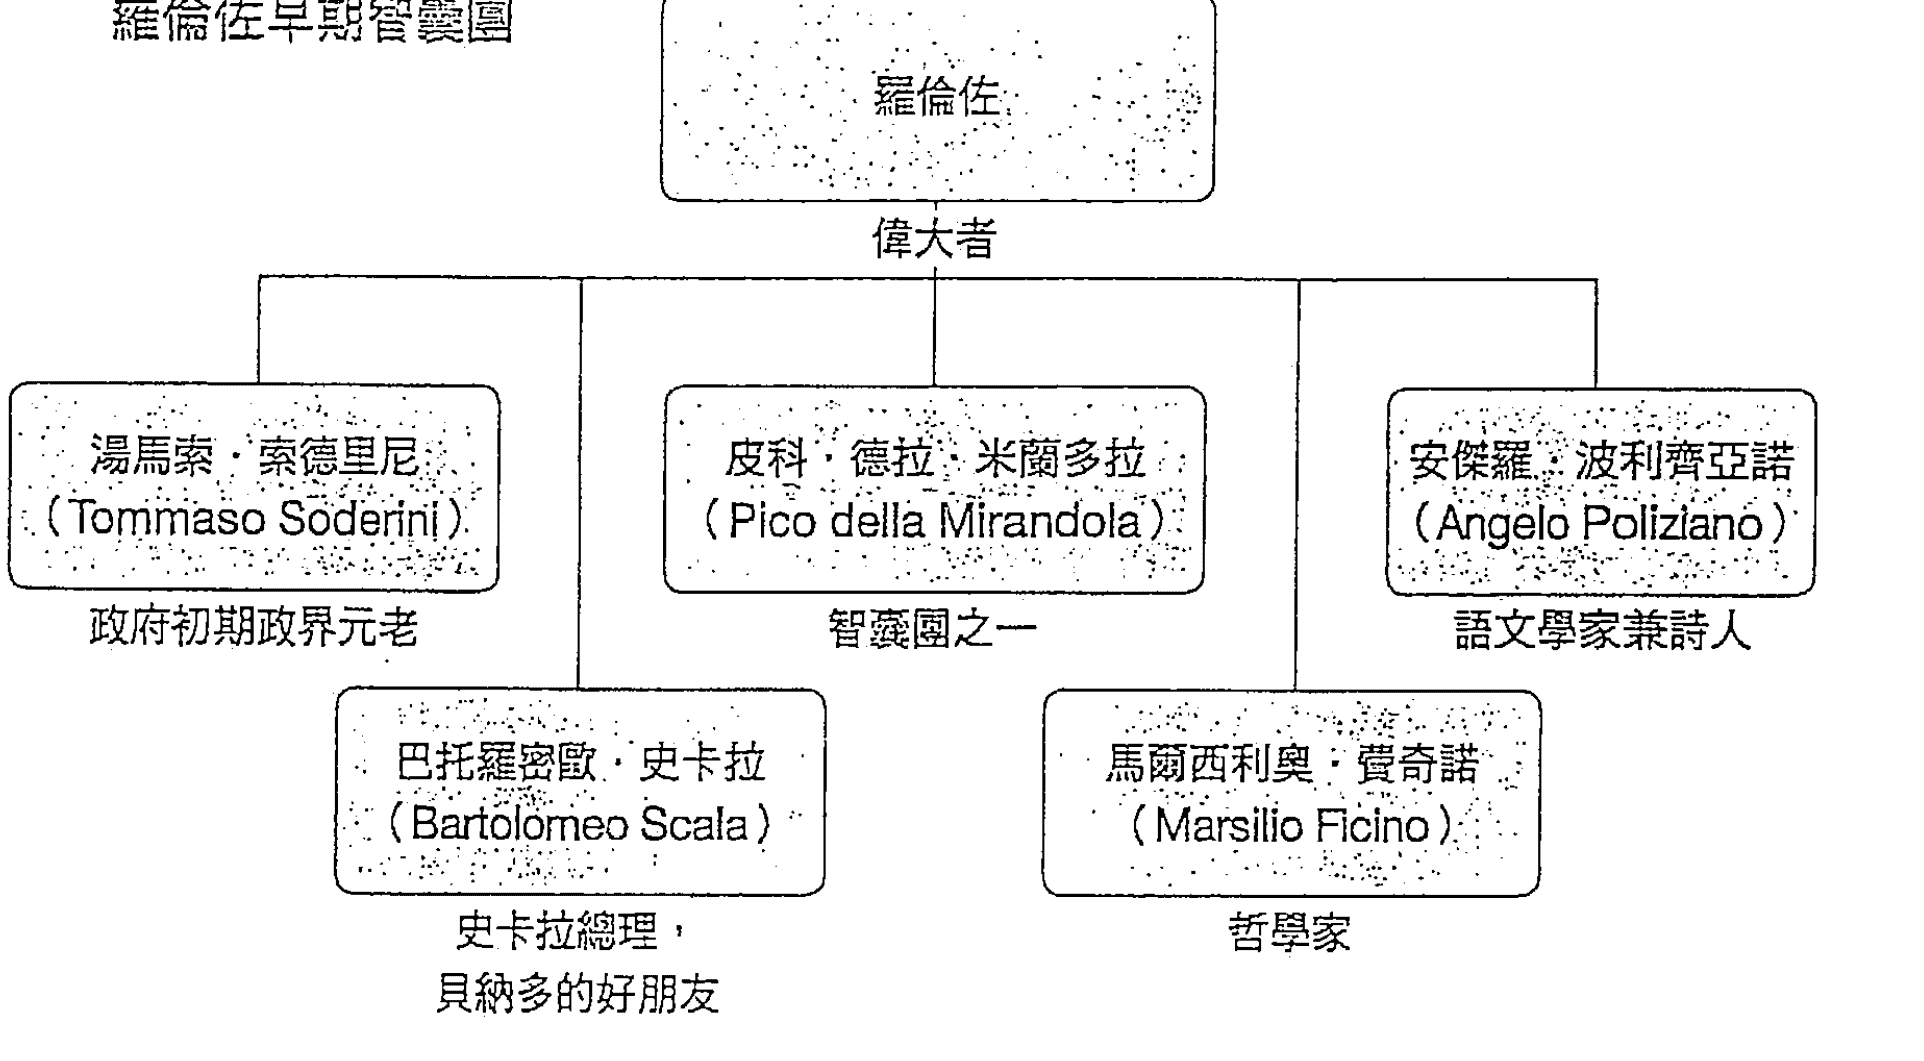 羅倫佐早期智囊團
羅倫佐
偉大者
湯馬索·索德里尼
（Tommaso Soderini）
政府初期政界元老
皮科·德拉·米蘭多拉
（Pico della Mirandola）
智囊團之一
安傑羅·波利齊亞諾
（Angelo Poliziano）
語文學家兼詩人
巴托羅密歐·史卡拉
（Bartolomeo Scala）
史卡拉總理，
貝納多的好朋友
馬爾西利奧·費奇諾
（Marsilio Ficino）
哲學家